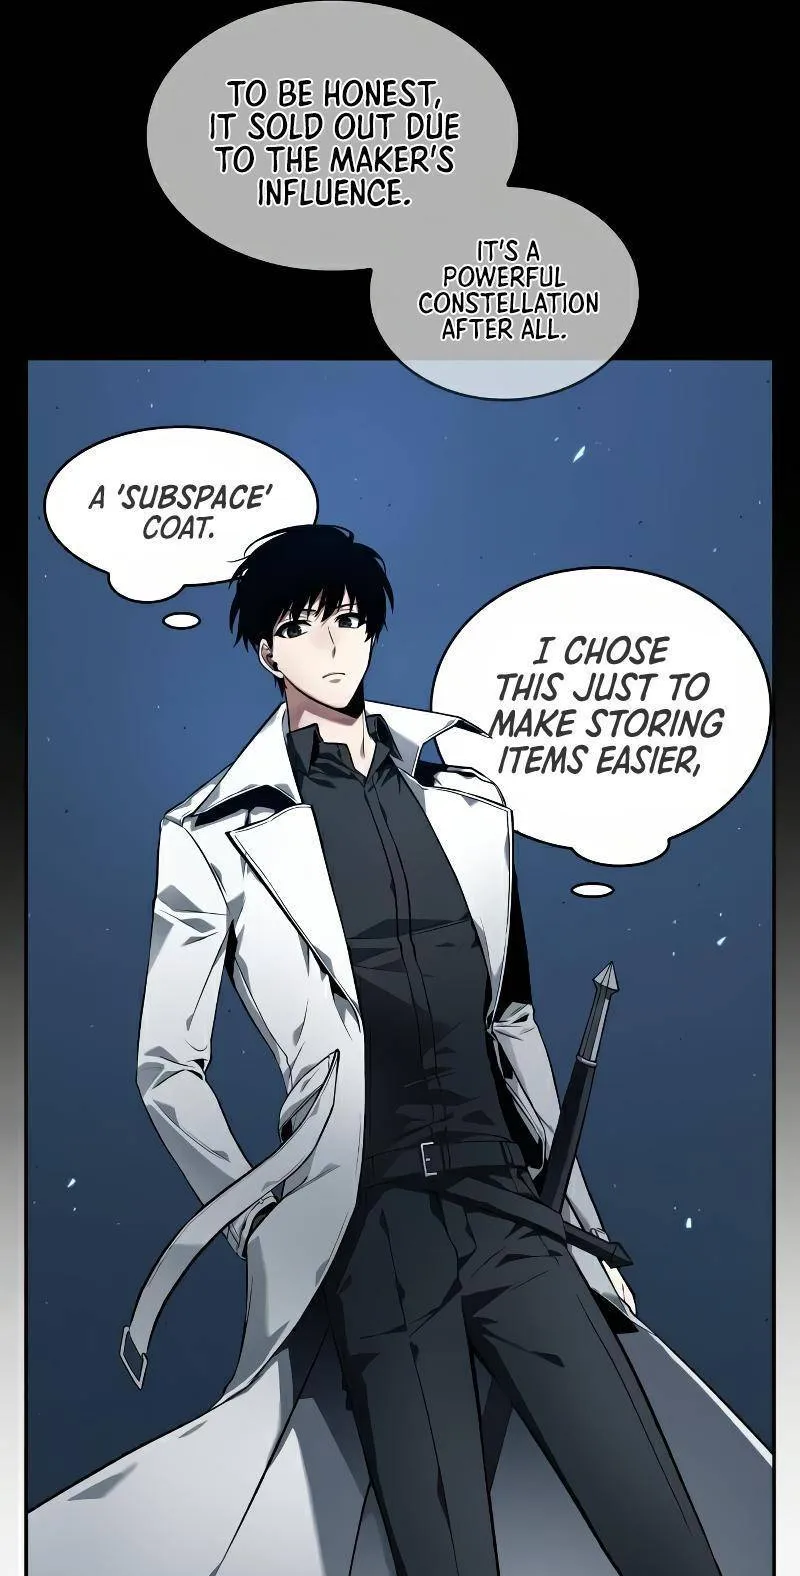 TO BE HONEST,
IT SOLD OUT DUE
TO THE MAKER'S
INFLUENCE.
IT'S A
POWERFUL
CONSTELLATION
AFTER ALL.
A 'SUBSPACE'
COAT.
I CHOSE
THIS JUST TO
MAKE STORING
ITEMS EASIER,